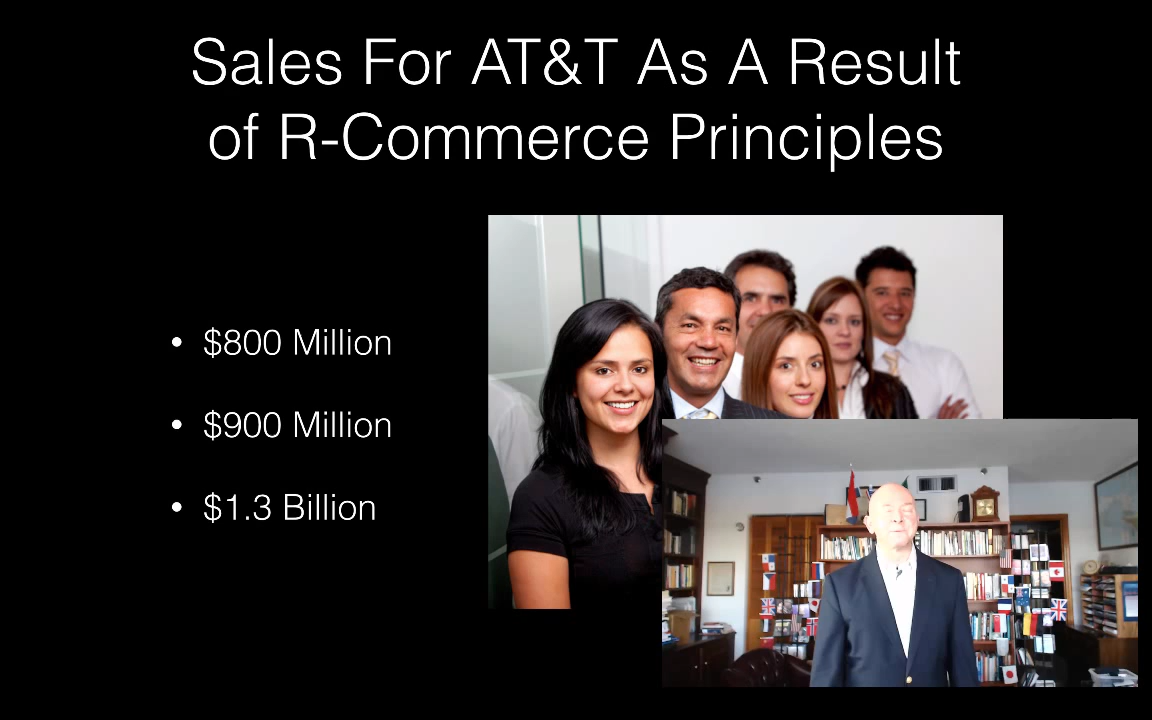 Sales For AT&T As A Result
of R-Commerce Principles
• $800 Million
• $900 Million
• $1.3 Billion